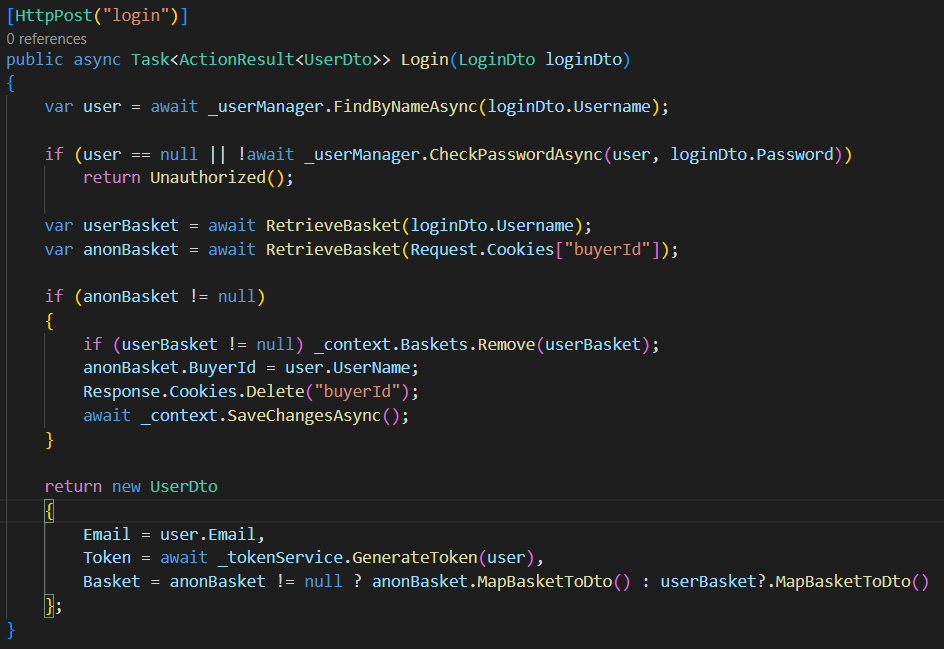 [HttpPost("login")]
0 references
public async Task<ActionResult<UserDto>> Login(LoginDto loginDto)
{
var user = await _userManager.FindByNameAsync(loginDto.Username);
if (user == null || !await _userManager.CheckPasswordAsync(user, loginDto.Password))
return Unauthorized();
var userBasket = await RetrieveBasket(loginDto.Username);
var anonBasket = await RetrieveBasket(Request.Cookies["buyerId"]);
if (anonBasket != null)
{
if (userBasket != null) _context.Baskets.Remove(userBasket);
anonBasket.BuyerId = user.UserName;
Response.Cookies.Delete("buyerId");
await _context.SaveChangesAsync();
}
return new UserDto
{
Email = user.Email,
Token = await _tokenService.GenerateToken(user),
Basket = anonBasket != null ? anonBasket.MapBasketToDto() : userBasket?.MapBasketToDto()
};
}